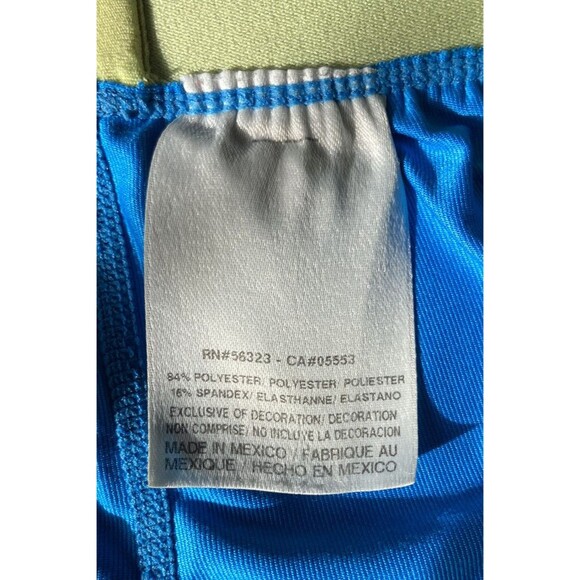 RN#56323 - CA#05553
84% POLYESTER/ POLYESTER/ POLIESTER
16% SPANDEX/ ELASTHANNE/ ELASTANO
EXCLUSIVE OF DECORATION/ DECORATION
NON COMPRISE/ NO INCLUYE LA DECORACION
MADE IN MEXICO / FABRIQUE AU
MEXIQUE / HECHO EN MEXICO